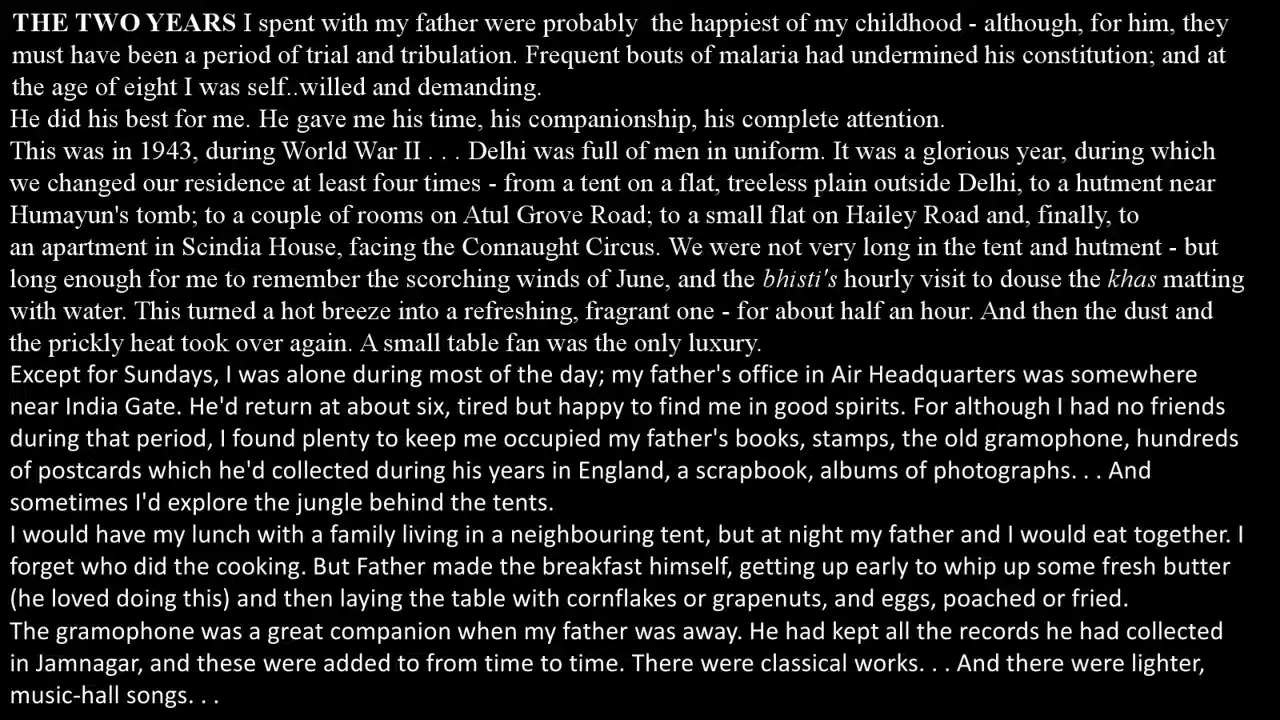 THE TWO YEARS I spent with my father were probably  the happiest of my childhood - although, for him, they
must have been a period of trial and tribulation. Frequent bouts of malaria had undermined his constitution; and at
the age of eight I was self..willed and demanding.
He did his best for me. He gave me his time, his companionship, his complete attention.
This was in 1943, during World War II . . . Delhi was full of men in uniform. It was a glorious year, during which
we changed our residence at least four times - from a tent on a flat, treeless plain outside Delhi, to a hutment near
Humayun's tomb; to a couple of rooms on Atul Grove Road; to a small flat on Hailey Road and, finally, to
an apartment in Scindia House, facing the Connaught Circus. We were not very long in the tent and hutment - but
long enough for me to remember the scorching winds of June, and the bhisti's hourly visit to douse the khas matting
with water. This turned a hot breeze into a refreshing, fragrant one - for about half an hour. And then the dust and
the prickly heat took over again. A small table fan was the only luxury.
Except for Sundays, I was alone during most of the day; my father's office in Air Headquarters was somewhere
near India Gate. He'd return at about six, tired but happy to find me in good spirits. For although I had no friends
during that period, I found plenty to keep me occupied my father's books, stamps, the old gramophone, hundreds
of postcards which he'd collected during his years in England, a scrapbook, albums of photographs. . . And
sometimes I'd explore the jungle behind the tents.
I would have my lunch with a family living in a neighbouring tent, but at night my father and I would eat together. I
forget who did the cooking. But Father made the breakfast himself, getting up early to whip up some fresh butter
(he loved doing this) and then laying the table with cornflakes or grapenuts, and eggs, poached or fried.
The gramophone was a great companion when my father was away. He had kept all the records he had collected
in Jamnagar, and these were added to from time to time. There were classical works. . . And there were lighter,
music-hall songs. . .